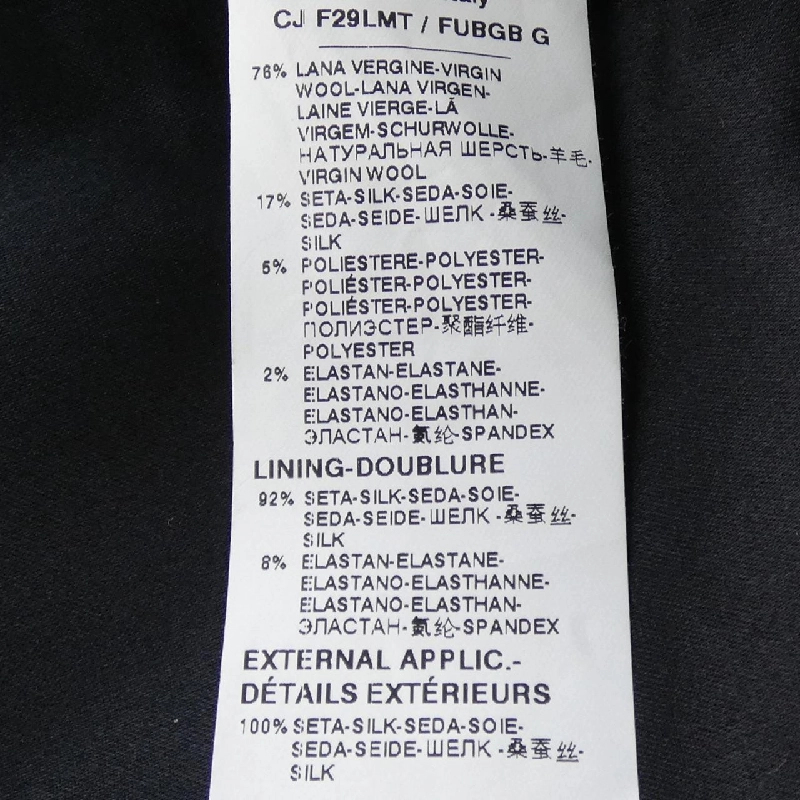 CJ F29LMT / FUBGB G
76% LANA VERGINE-VIRGIN
WOOL-LANA VIRGEN-
LAINE VIERGE-LÃ
VIRGEM-SCHURWOLLE-
НАТУРАЛЬНАЯ ШЕРСТЬ-羊毛-
VIRGIN WOOL
17% SETA-SILK-SEDA-SOIE-
SEDA-SEIDE-ШЕЛК -桑蚕丝-
SILK
5% POLIESTERE-POLYESTER-
POLIÉSTER-POLYESTER-
POLIÉSTER-POLYESTER-
ПОЛИЭСТЕР-聚酯纤维-
POLYESTER
2% ELASTAN-ELASTANE-
ELASTANO-ELASTHANNE-
ELASTANO-ELASTHAN-
ЭЛАСТАН-氨纶-SPANDEX
LINING-DOUBLURE
92% SETA-SILK-SEDA-SOIE-
SEDA-SEIDE-ШЕЛК -桑蚕丝-
SILK
8% ELASTAN-ELASTANE-
ELASTANO-ELASTHANNE-
ELASTANO-ELASTHAN-
ЭЛАСТАН-氨纶-SPANDEX
EXTERNAL APPLIC.-
DÉTAILS EXTÉRIEURS
100% SETA-SILK-SEDA-SOIE-
SEDA-SEIDE-ШЕЛК -桑蚕丝-
SILK